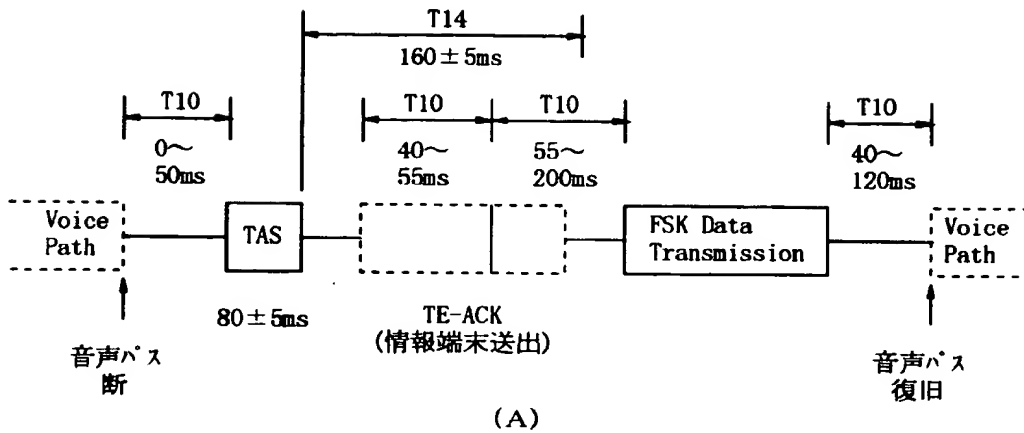 T14
160±5ms
T10
T10
T10
T10
0～
50ms
40～
55ms
55～
200ms
40～
120ms
Voice
Path
TAS
FSK Data
Transmission
Voice
Path
80±5ms
TE-ACK
(情報端末送出)
音声ﾊﾟｽ
断
音声ﾊﾟｽ
復旧
(A)